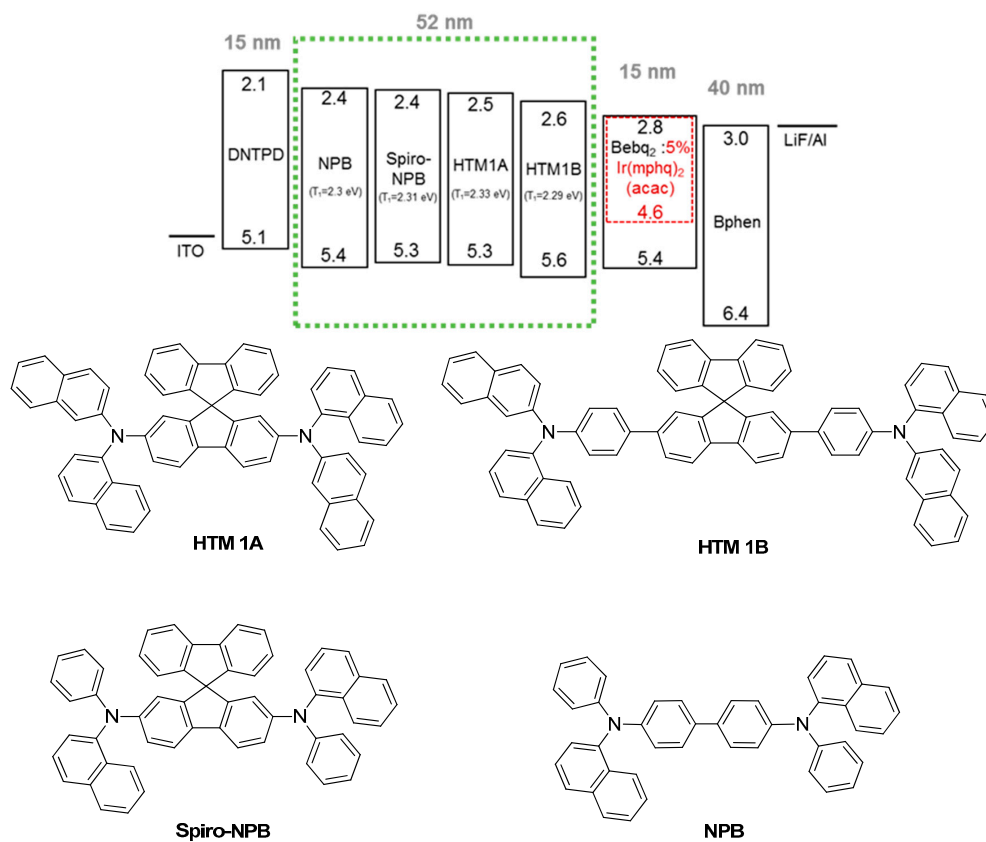 52 nm
15 nm
15 nm
40 nm
2.1
DNTPD
5.1
ITO
2.4
NPB
(T₁=2.3 eV)
5.4
2.4
Spiro-
NPB
(T₁=2.31 eV)
5.3
2.5
HTM1A
(T₁=2.33 eV)
5.3
2.6
HTM1B
(T₁=2.29 eV)
5.6
2.8
Bebq₂ :5%
Ir(mphq)₂
(acac)
4.6
5.4
3.0
Bphen
6.4
LiF/Al
N
N
HTM 1A
N
N
HTM 1B
N
N
Spiro-NPB
N
N
NPB